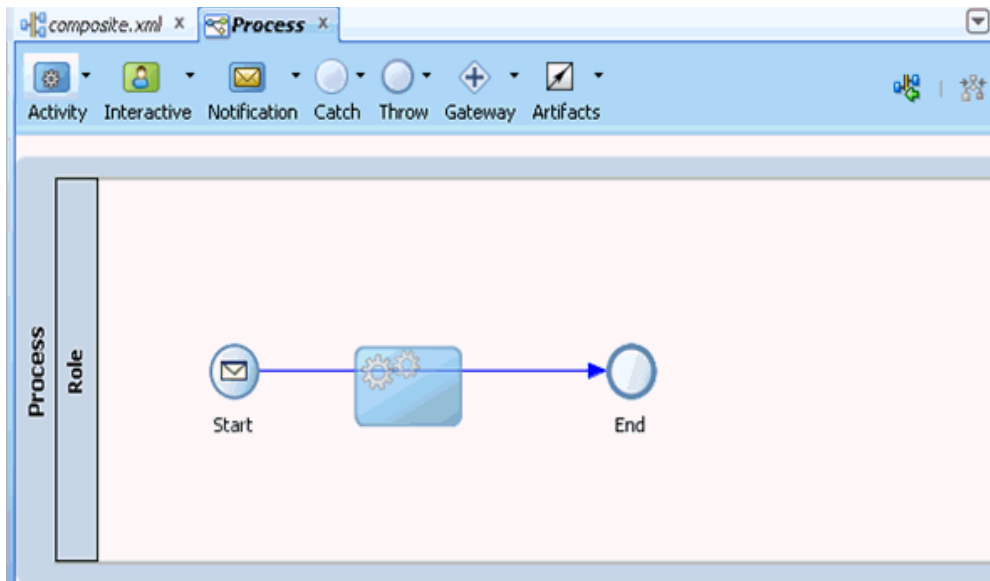 composite.xml x Process x
Activity Interactive Notification Catch Throw Gateway Artifacts
Process
Role
Start
End